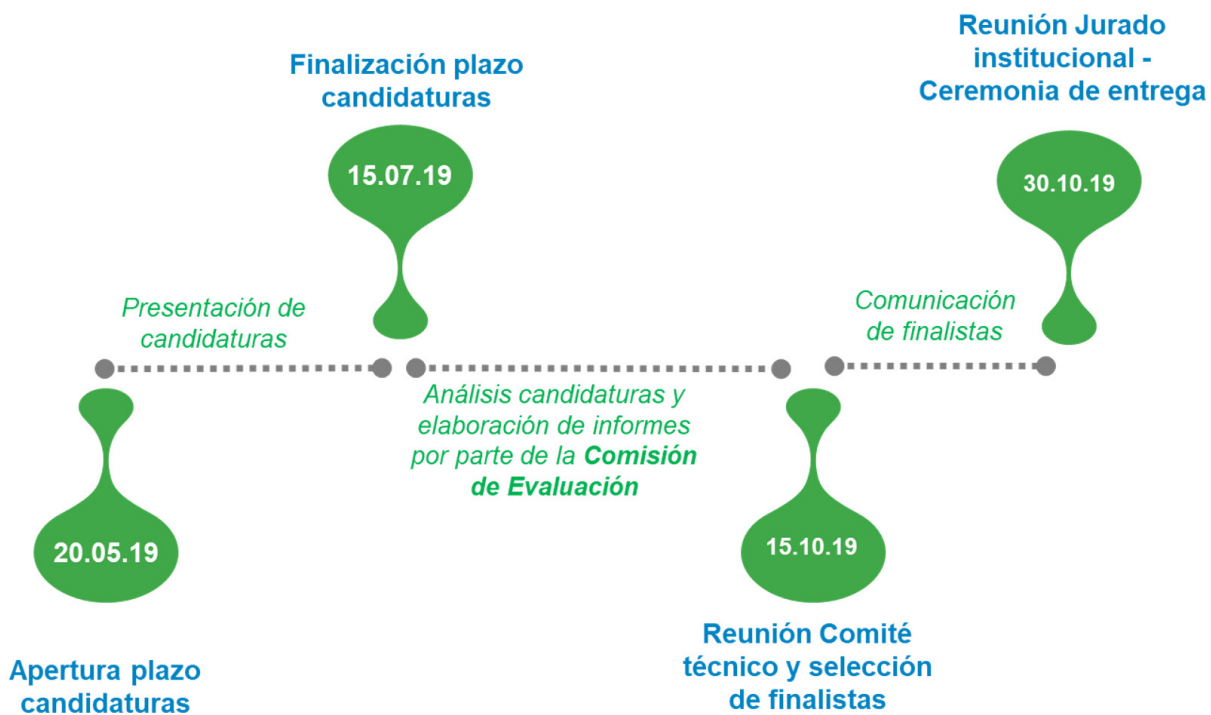 Apertura plazo
candidaturas
20.05.19
Presentación de
candidaturas
Finalización plazo
candidaturas
15.07.19
Análisis candidaturas y
elaboración de informes
por parte de la Comisión
de Evaluación
15.10.19
Reunión Comité
técnico y selección
de finalistas
Comunicación
de finalistas
Reunión Jurado
institucional -
Ceremonia de entrega
30.10.19